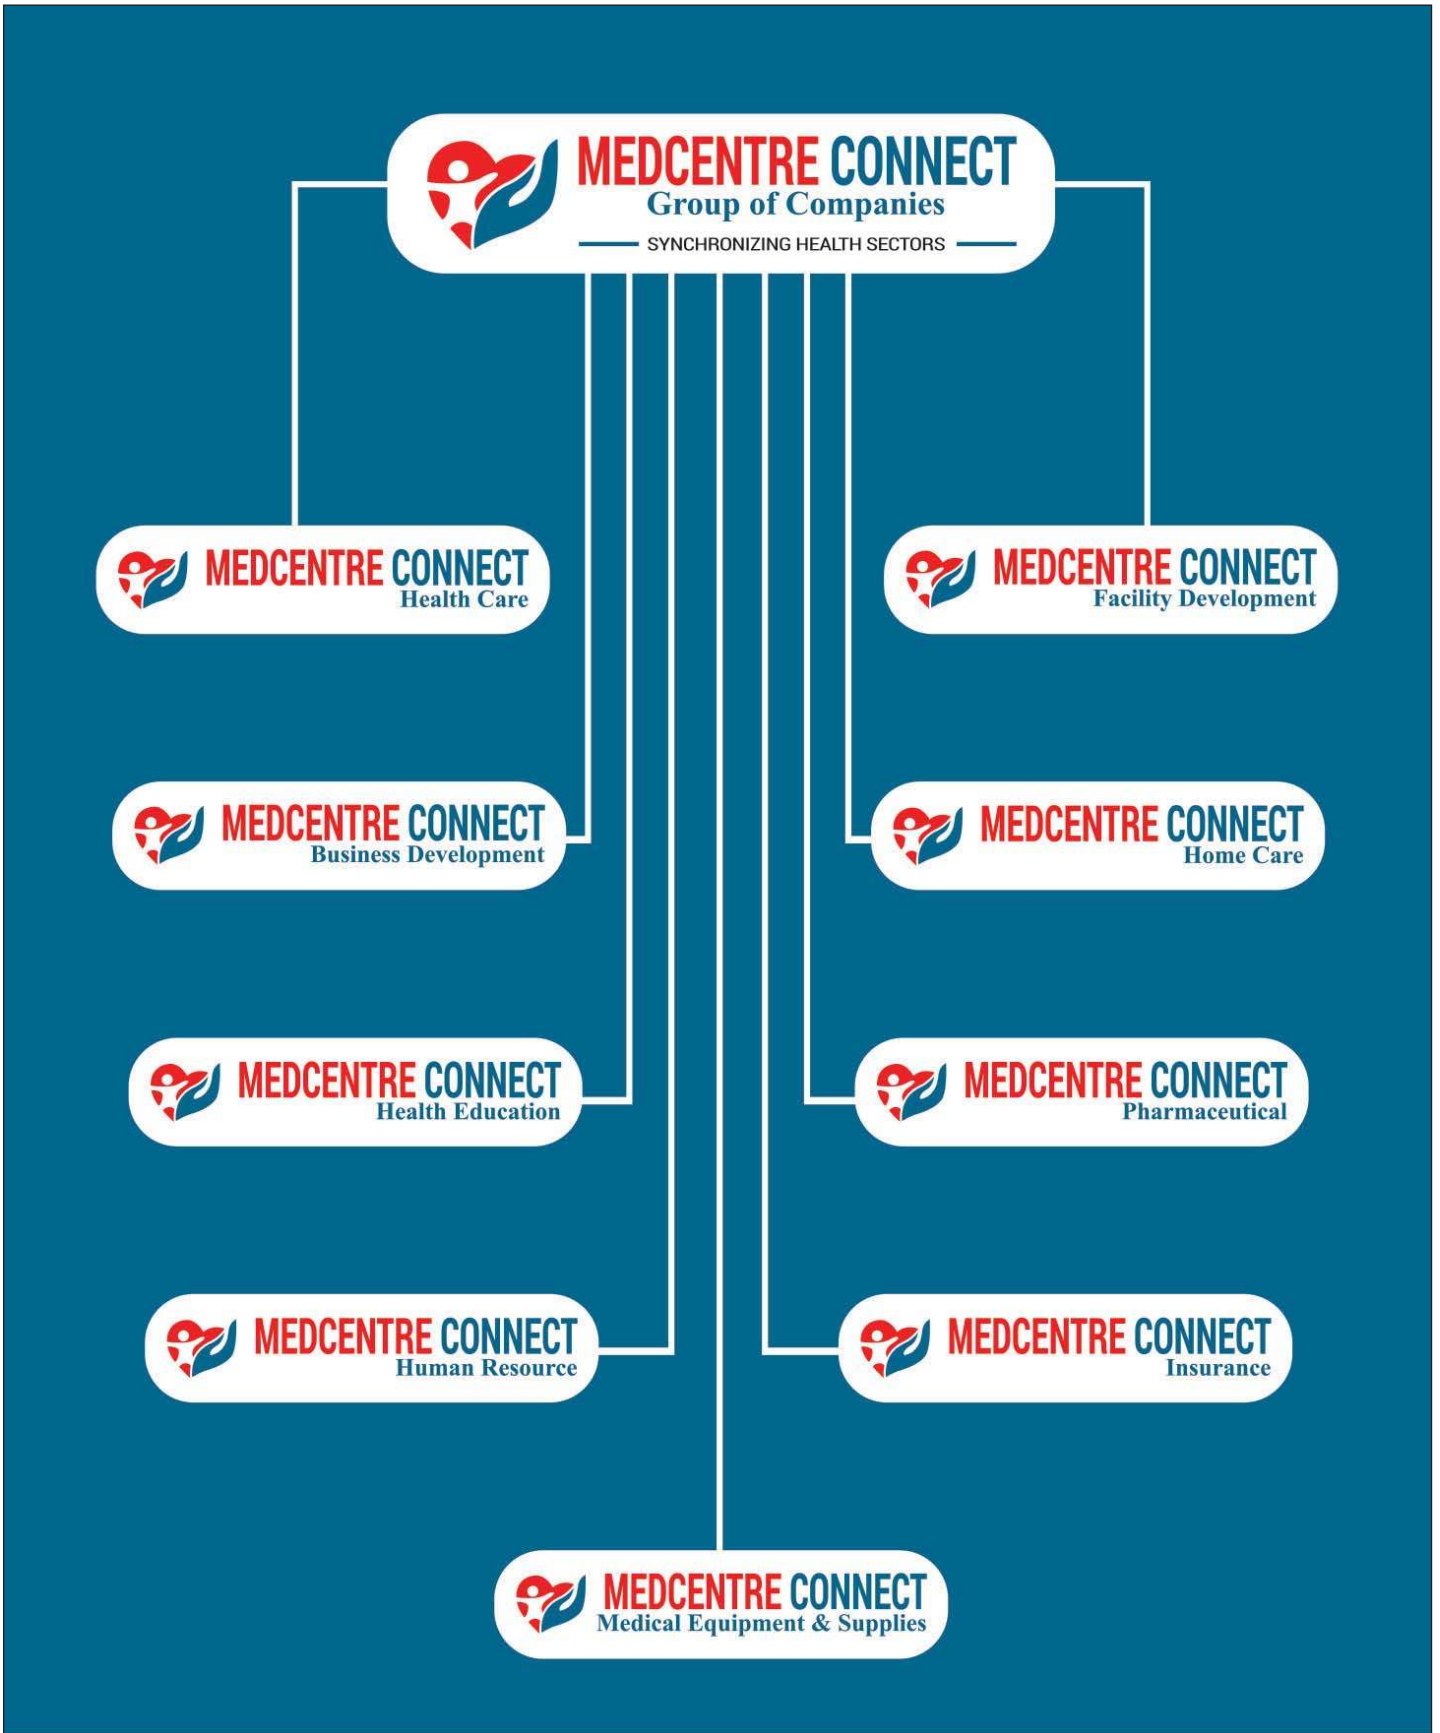 MEDCENTRE CONNECT
Group of Companies
SYNCHRONIZING HEALTH SECTORS
MEDCENTRE CONNECT
Health Care
MEDCENTRE CONNECT
Facility Development
MEDCENTRE CONNECT
Business Development
MEDCENTRE CONNECT
Home Care
MEDCENTRE CONNECT
Health Education
MEDCENTRE CONNECT
Pharmaceutical
MEDCENTRE CONNECT
Human Resource
MEDCENTRE CONNECT
Insurance
MEDCENTRE CONNECT
Medical Equipment & Supplies